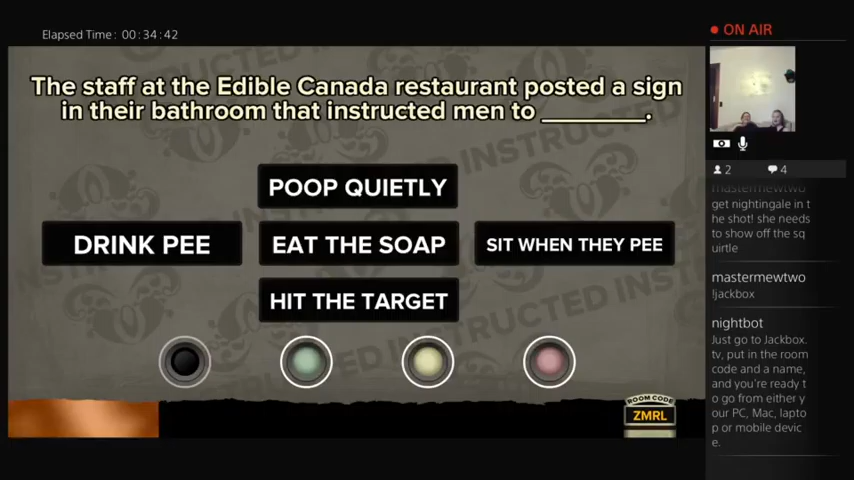 Elapsed Time : 00:34:42
ON AIR
The staff at the Edible Canada restaurant posted a sign
in their bathroom that instructed men to ________.
POOP QUIETLY
DRINK PEE
EAT THE SOAP
SIT WHEN THEY PEE
HIT THE TARGET
ROOM CODE
ZMRL
2
4
mastermewtwo
get nightingale in t
he shot! she needs
to show off the sq
uirtle
mastermewtwo
!jackbox
nightbot
Just go to Jackbox.
tv, put in the room
code and a name,
and you're ready t
o go from either y
our PC, Mac, lapto
p or mobile devic
e.